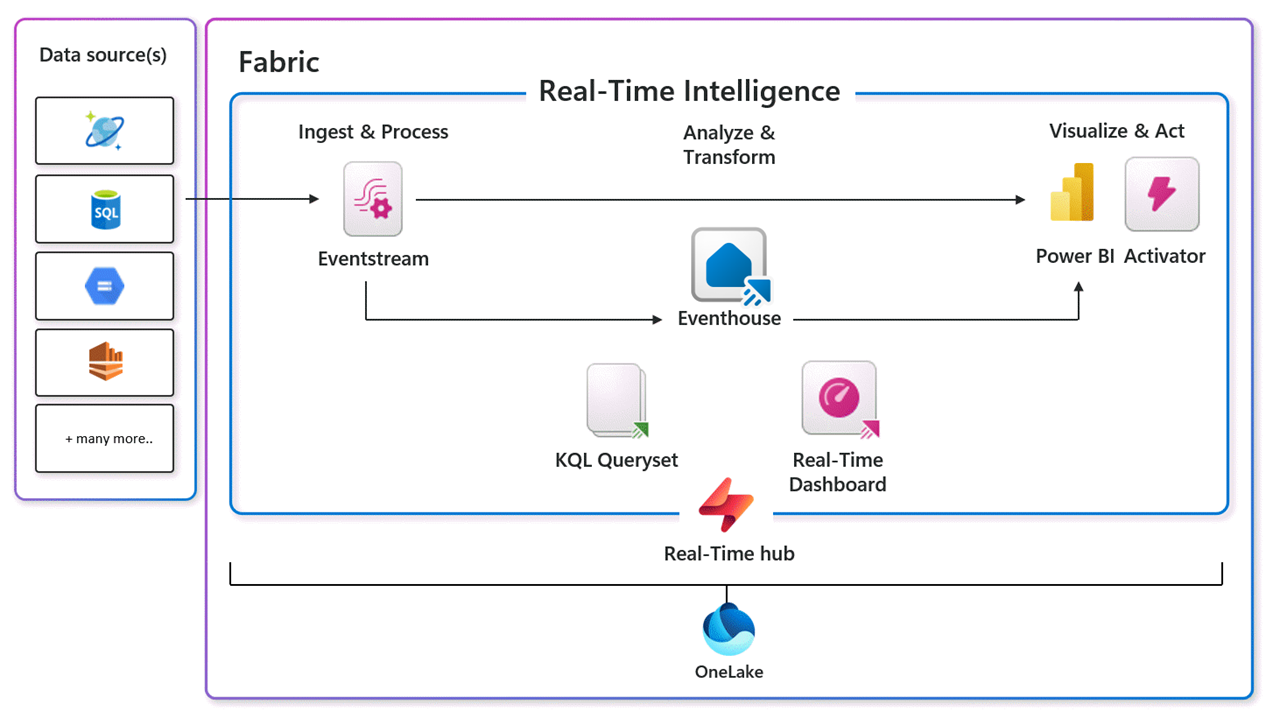 Data source(s)
SQL
+ many more..
Fabric
Real-Time Intelligence
Ingest & Process
Eventstream
Analyze &
Transform
Eventhouse
KQL Queryset
Real-Time
Dashboard
Visualize & Act
Power BI
Activator
Real-Time hub
OneLake